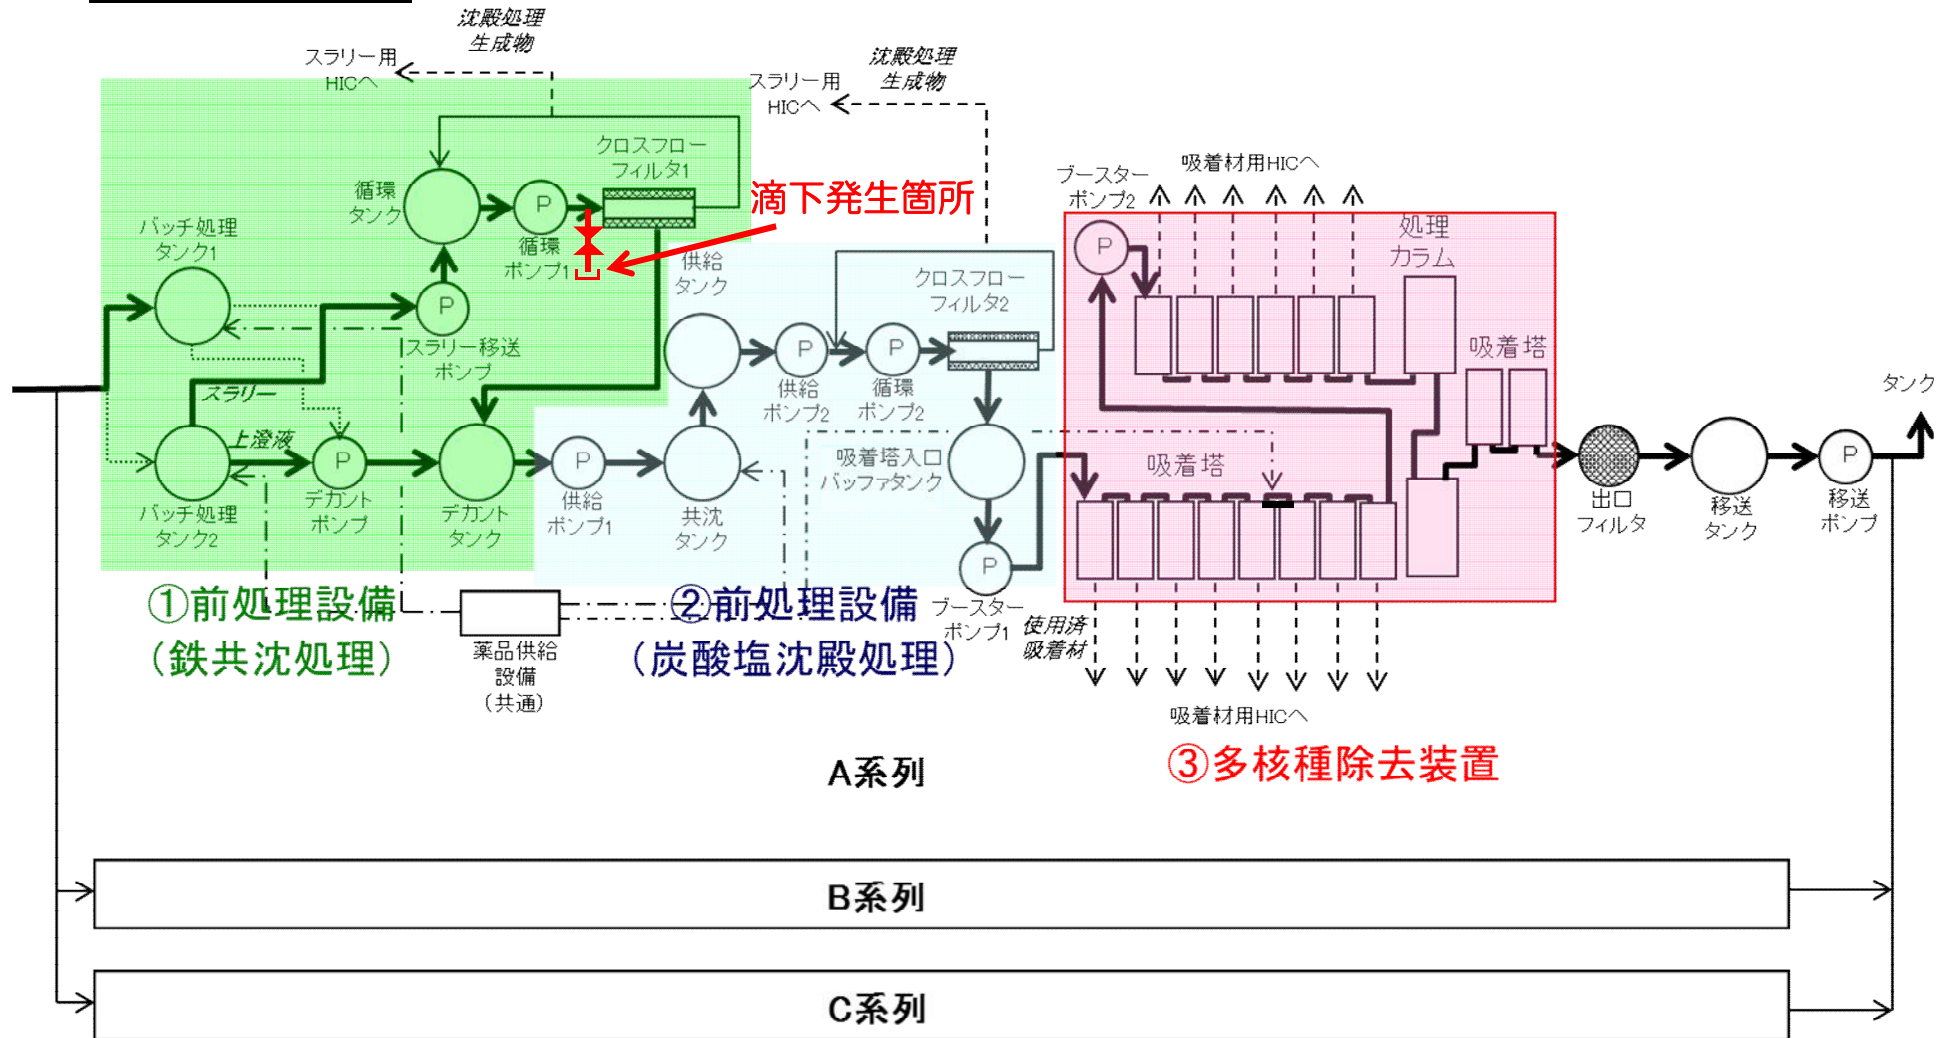 沈殿処理
生成物
スラリー用
HICへ
沈殿処理
生成物
スラリー用
HICへ
クロスフロー
フィルタ1
循環
タンク
P
循環
ポンプ1
滴下発生箇所
バッチ処理
タンク1
P
スラリー移送
ポンプ
スラリー
上澄液
バッチ処理
タンク2
P
デカント
ポンプ
デカント
タンク
P
供給
ポンプ1
共沈
タンク
供給
タンク
P
供給
ポンプ2
P
循環
ポンプ2
クロスフロー
フィルタ2
吸着塔入口
バッファタンク
P
ブースター
ポンプ1
ブースター
ポンプ2
P
吸着材用HICへ
処理
カラム
吸着塔
吸着塔
使用済
吸着材
吸着材用HICへ
出口
フィルタ
移送
タンク
P
移送
ポンプ
タンク
①前処理設備
（鉄共沈処理）
薬品供給
設備
（共通）
②前処理設備
（炭酸塩沈殿処理）
③多核種除去装置
A系列
B系列
C系列